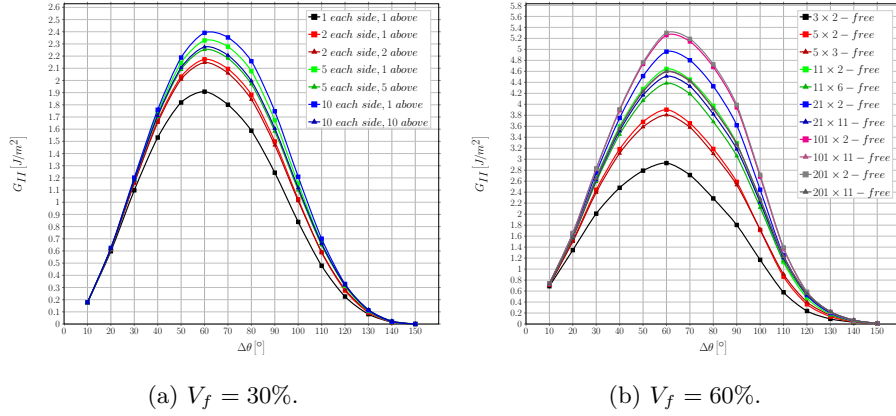 2.6
2.5
2.4
2.3
2.2
2.1
2
1.9
1.8
1.7
1.6
1.5
1.4
1.3
1.2
1.1
1
0.9
0.8
0.7
0.6
0.5
0.4
0.3
0.2
0.1
0
0 10 20 30 40 50 60 70 80 90 100 110 120 130 140 150
G_II [J/m²]
Δθ[°]
1 each side, 1 above
2 each side, 1 above
2 each side, 2 above
5 each side, 1 above
5 each side, 5 above
10 each side, 1 above
10 each side, 10 above
(a) V_f = 30%.
5.8
5.6
5.4
5.2
5
4.8
4.6
4.4
4.2
4
3.8
3.6
3.4
3.2
3
2.8
2.6
2.4
2.2
2
1.8
1.6
1.4
1.2
1
0.8
0.6
0.4
0.2
0
0 10 20 30 40 50 60 70 80 90 100 110 120 130 140 150
G_II [J/m²]
Δθ[°]
3 × 2 − free
5 × 2 − free
5 × 3 − free
11 × 2 − free
11 × 6 − free
21 × 2 − free
21 × 11 − free
101 × 2 − free
101 × 11 − free
201 × 2 − free
201 × 11 − free
(b) V_f = 60%.